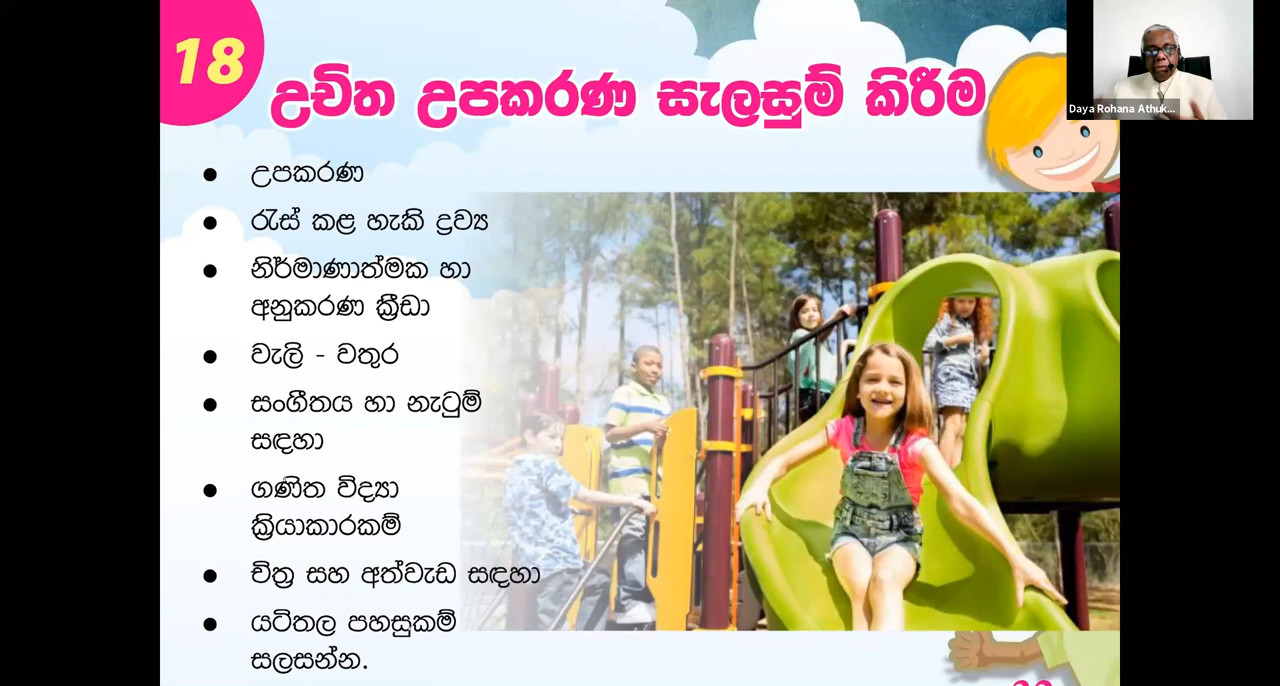 18
උචිත උපකරණ සැලසුම් කිරීම
Daya Rohana Athuk...
● උපකරණ
● රැස් කළ හැකි ද්‍රව්‍ය
● නිර්මාණාත්මක හා
අනුකරණ ක්‍රීඩා
● වැලි - වතුර
● සංගීතය හා නැටුම්
සඳහා
● ගණිත විද්‍යා
ක්‍රියාකාරකම්
● චිත්‍ර සහ අත්වැඩ සඳහා
● යටිතල පහසුකම්
සලසන්න.